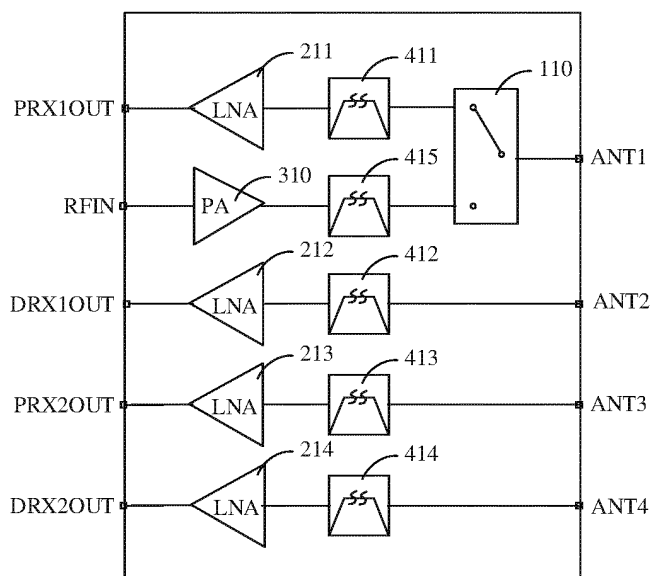 211
411
110
PRX1OUT
LNA
ANT1
415
310
RFIN
PA
212
412
DRX1OUT
LNA
ANT2
213
413
PRX2OUT
LNA
ANT3
214
414
DRX2OUT
LNA
ANT4